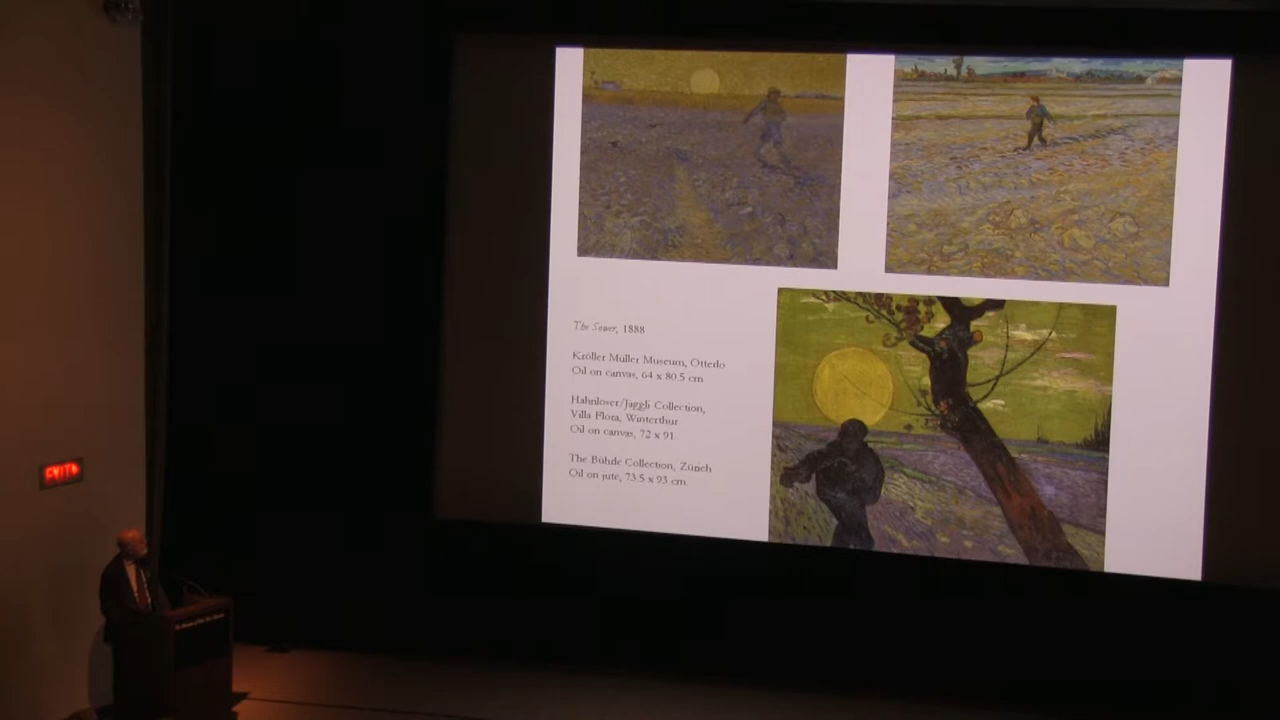 The Sower, 1888
Kröller Müller Museum, Otterlo
Oil on canvas, 64 x 80.5 cm
Hahnloser/Jäggli Collection,
Villa Flora, Winterthur
Oil on canvas, 72 x 91
The Bührle Collection, Zürich
Oil on jute, 73.5 x 93 cm
EXIT